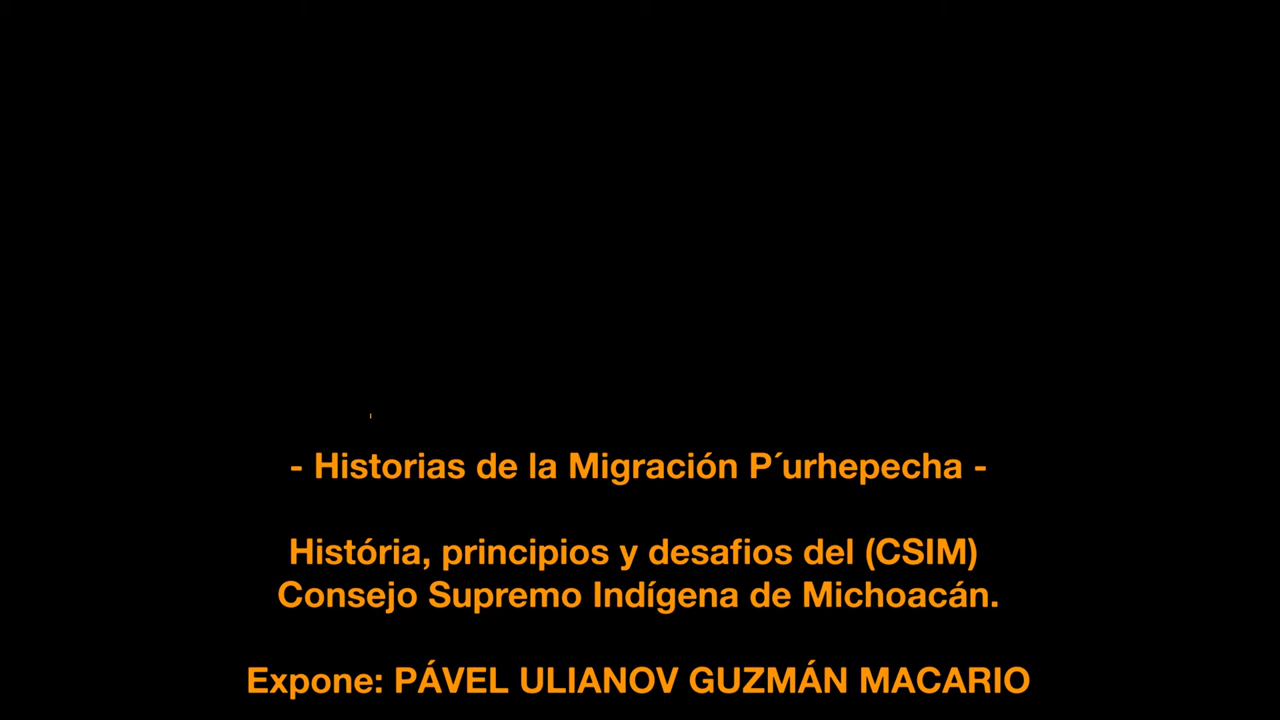 - Historias de la Migración P´urhepecha -
História, principios y desafios del (CSIM)
Consejo Supremo Indígena de Michoacán.
Expone: PÁVEL ULIANOV GUZMÁN MACARIO